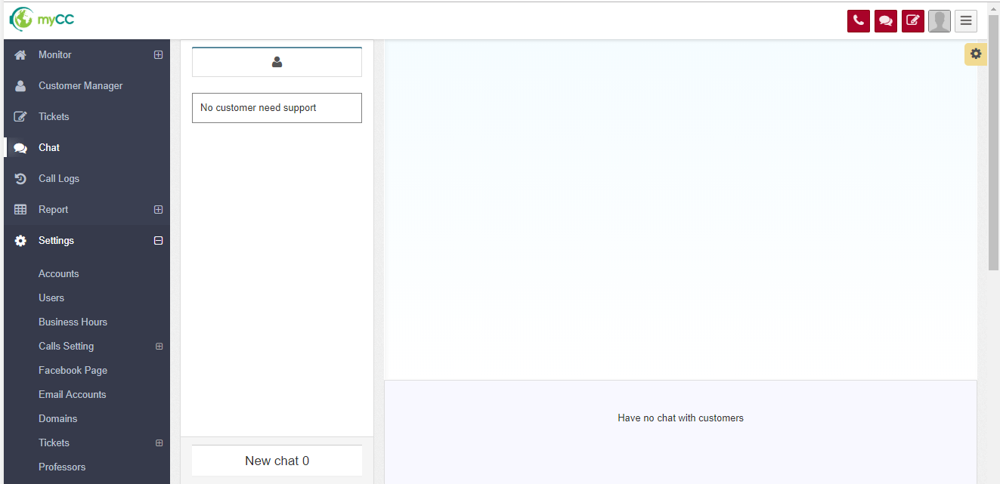 myCC
Monitor
Customer Manager
Tickets
Chat
Call Logs
Report
Settings
Accounts
Users
Business Hours
Calls Setting
Facebook Page
Email Accounts
Domains
Tickets
Professors
No customer need support
New chat 0
Have no chat with customers